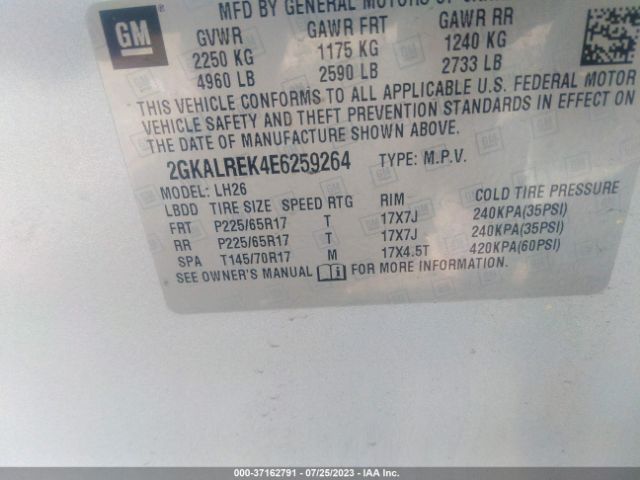 GM
MFD BY GENERAL MOTORS OF
GVWR GAWR FRT GAWR RR
2250 KG 1175 KG 1240 KG
4960 LB 2590 LB 2733 LB
THIS VEHICLE CONFORMS TO ALL APPLICABLE U.S. FEDERAL MOTOR
VEHICLE SAFETY AND THEFT PREVENTION STANDARDS IN EFFECT ON
THE DATE OF MANUFACTURE SHOWN ABOVE.
2GKALREK4E6259264 TYPE: M.P.V.
MODEL: LH26
LBDD TIRE SIZE SPEED RTG RIM COLD TIRE PRESSURE
FRT P225/65R17 T 17X7J 240KPA(35PSI)
RR P225/65R17 T 17X7J 240KPA(35PSI)
SPA T145/70R17 M 17X4.5T 420KPA(60PSI)
SEE OWNER'S MANUAL FOR MORE INFORMATION.
000-37162791 - 07/25/2023 - IAA Inc.